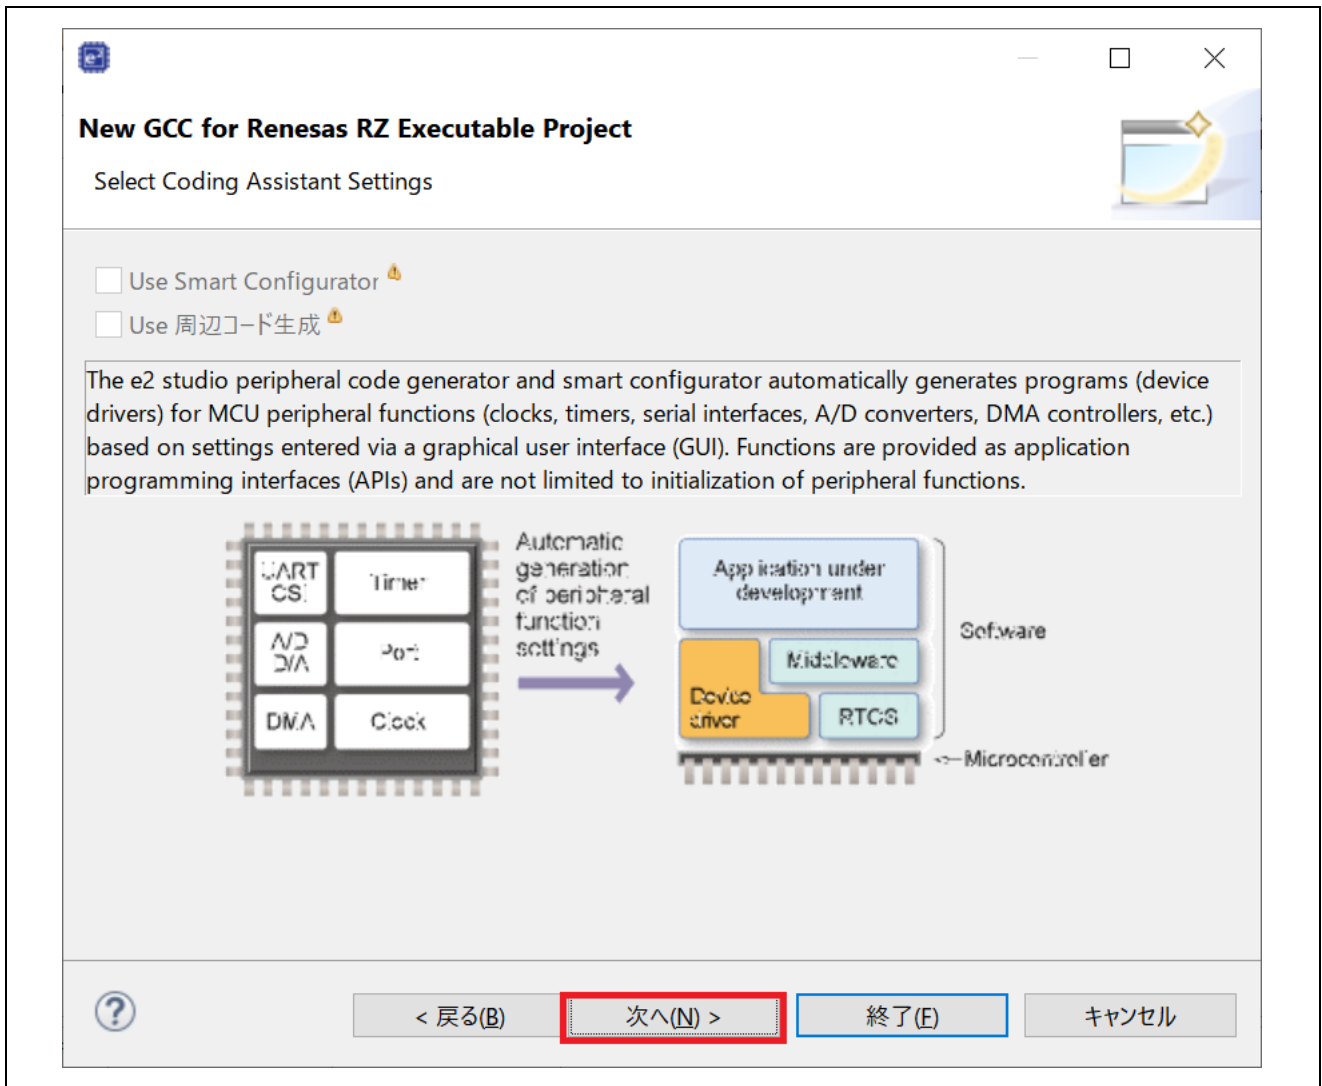 e²
New GCC for Renesas RZ Executable Project
Select Coding Assistant Settings
Use Smart Configurator
Use 周辺コード生成
The e2 studio peripheral code generator and smart configurator automatically generates programs (device
drivers) for MCU peripheral functions (clocks, timers, serial interfaces, A/D converters, DMA controllers, etc.)
based on settings entered via a graphical user interface (GUI). Functions are provided as application
programming interfaces (APIs) and are not limited to initialization of peripheral functions.
UART
CSI
Timer
A/D
D/A
Port
DMA
Clock
Automatic
generation
of peripheral
function
settings
Application under
development
Middleware
Device
driver
RTOS
Software
Microcontroller
?
< 戻る(B)
次へ(N) >
終了(F)
キャンセル